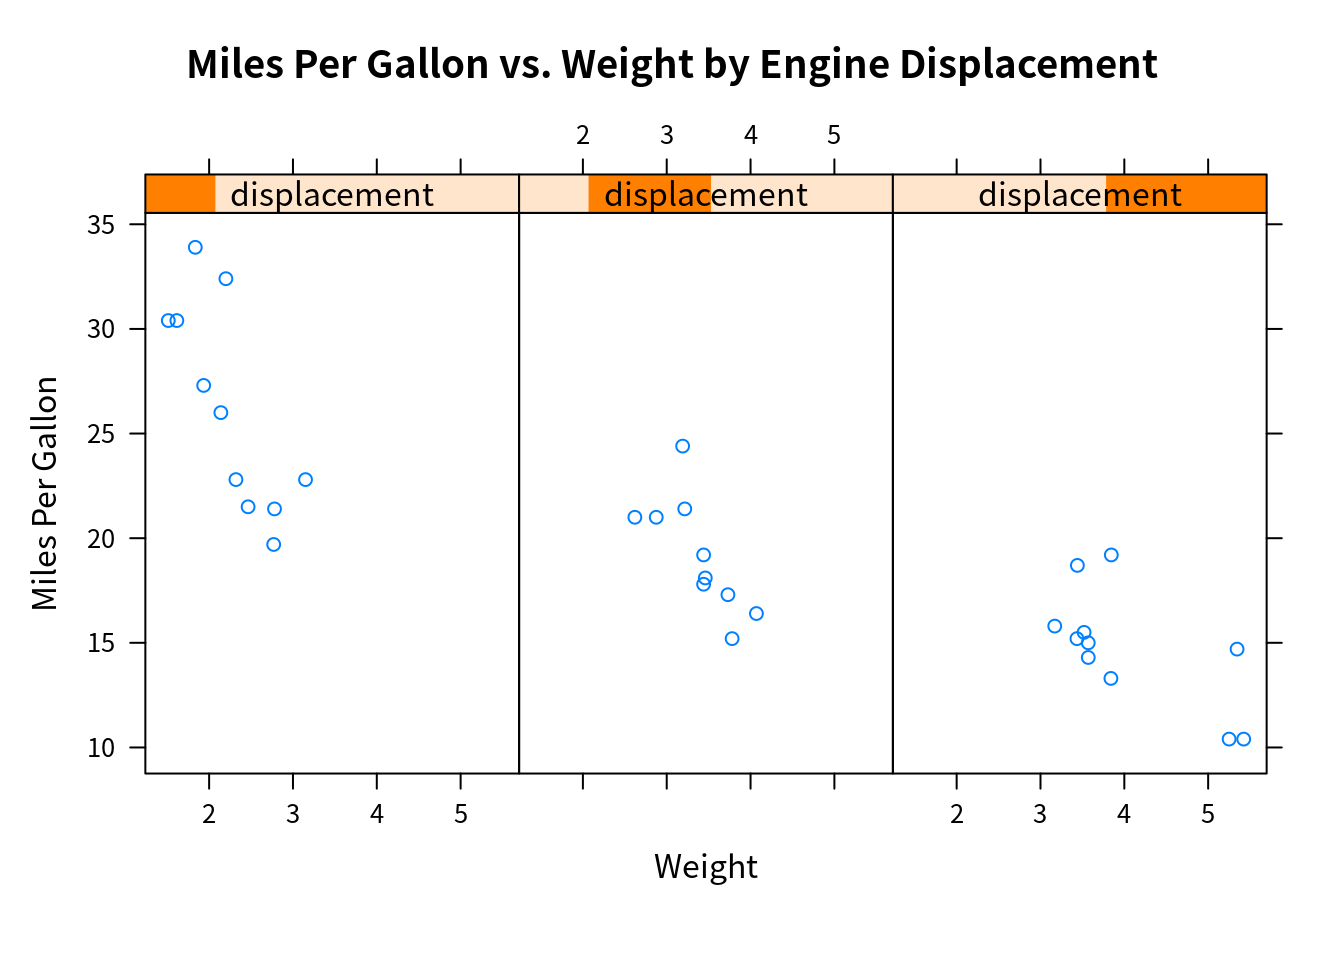 Miles Per Gallon vs. Weight by Engine Displacement
2 3 4 5
displacement displacement displacement
35
30
25
20
15
10
Miles Per Gallon
2 3 4 5 2 3 4 5
Weight